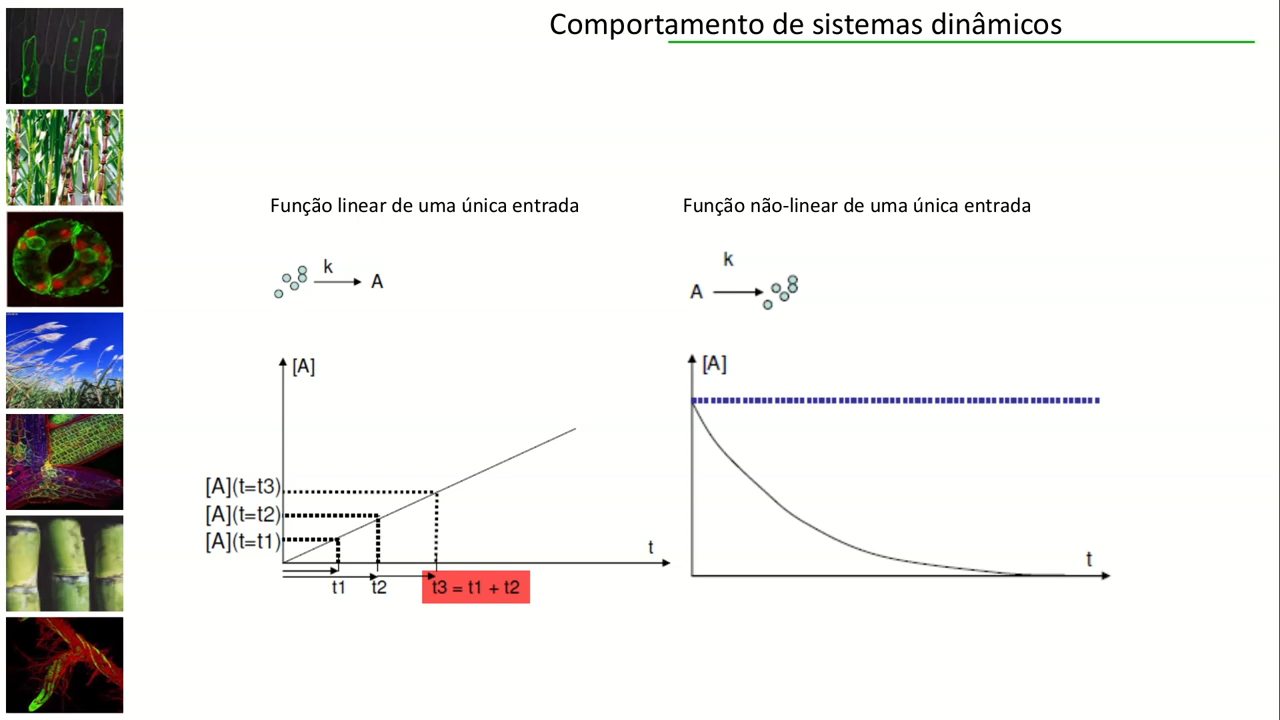 Comportamento de sistemas dinâmicos
Função linear de uma única entrada
k
A
[A]
[A](t=t3)
[A](t=t2)
[A](t=t1)
t
t1
t2
t3 = t1 + t2
Função não-linear de uma única entrada
k
A
[A]
t